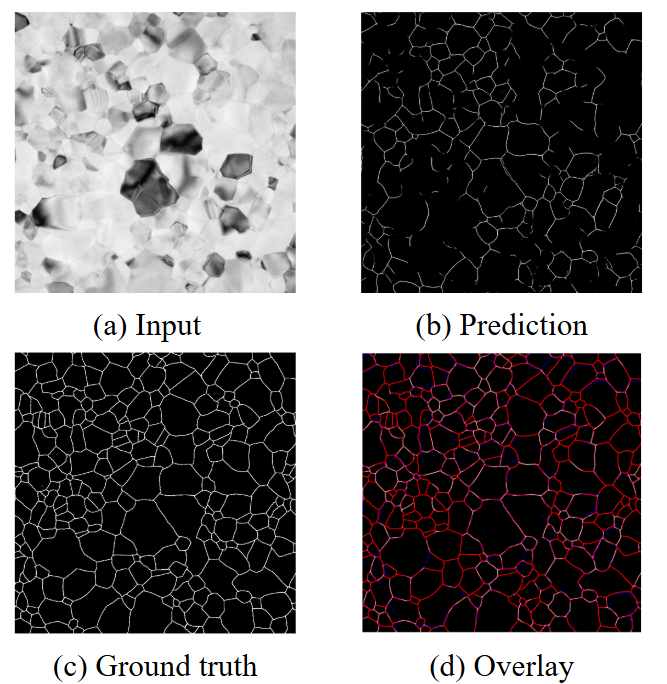 (a) Input
(b) Prediction
(c) Ground truth
(d) Overlay